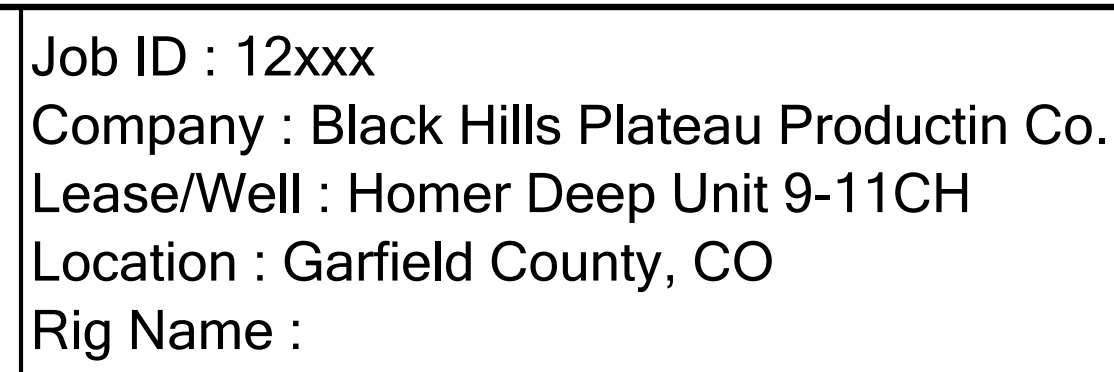 Job ID : 12xxx
Company : Black Hills Plateau Productin Co.
Lease/Well : Homer Deep Unit 9-11CH
Location : Garfield County, CO
Rig Name :